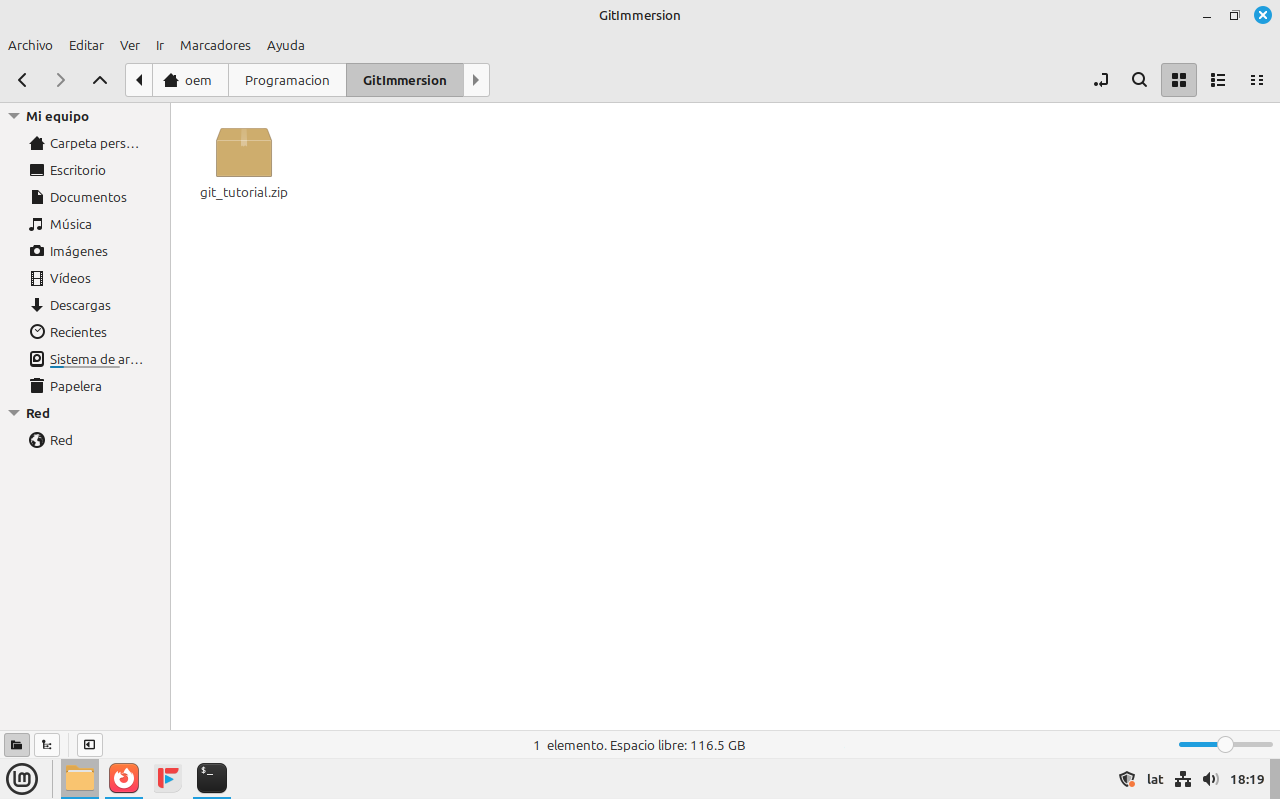 GitImmersion
Archivo Editar Ver Ir Marcadores Ayuda
oem Programacion GitImmersion
Mi equipo
Carpeta pers…
Escritorio
Documentos
Música
Imágenes
Vídeos
Descargas
Recientes
Sistema de ar…
Papelera
Red
Red
git_tutorial.zip
1 elemento. Espacio libre: 116.5 GB
$_
lat 18:19